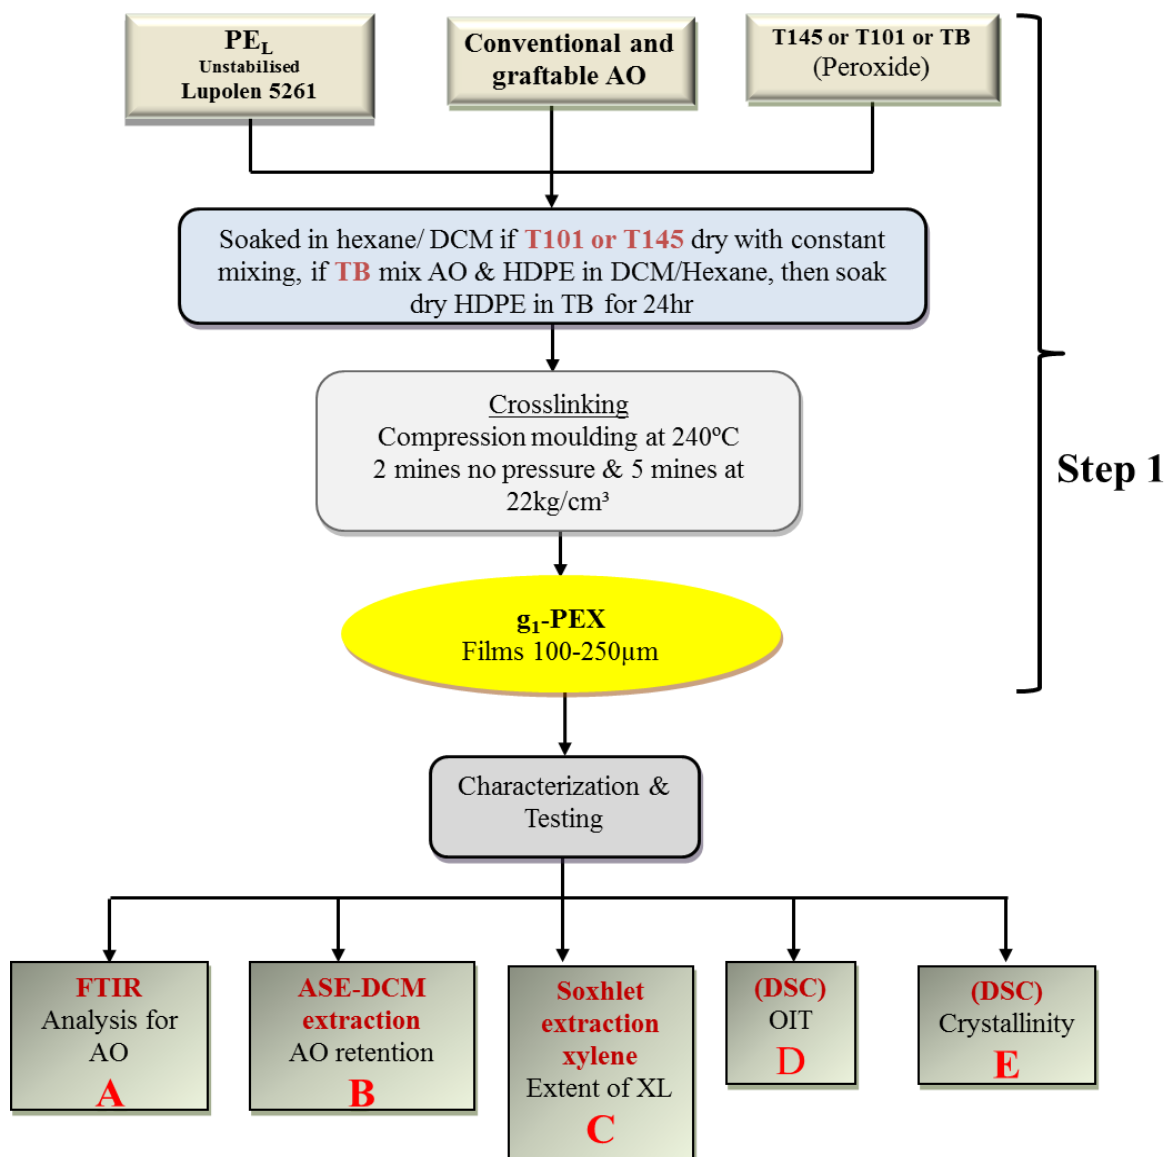 PE_L
Unstabilised
Lupolen 5261
Conventional and
graftable AO
T145 or T101 or TB
(Peroxide)
Soaked in hexane/ DCM if T101 or T145 dry with constant
mixing, if TB mix AO & HDPE in DCM/Hexane, then soak
dry HDPE in TB for 24hr
Crosslinking
Compression moulding at 240ºC
2 mines no pressure & 5 mines at
22kg/cm³
g₁-PEX
Films 100-250µm
Step 1
Characterization &
Testing
FTIR
Analysis for
AO
A
ASE-DCM
extraction
AO retention
B
Soxhlet
extraction
xylene
Extent of XL
C
(DSC)
OIT
D
(DSC)
Crystallinity
E